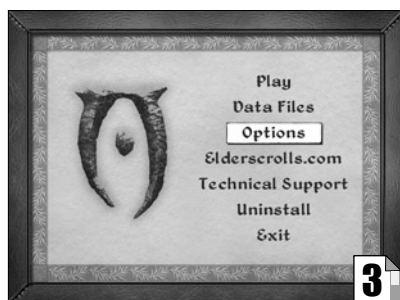 Play
Data Files
Options
Elderscrolls.com
Technical Support
Uninstall
Exit
3